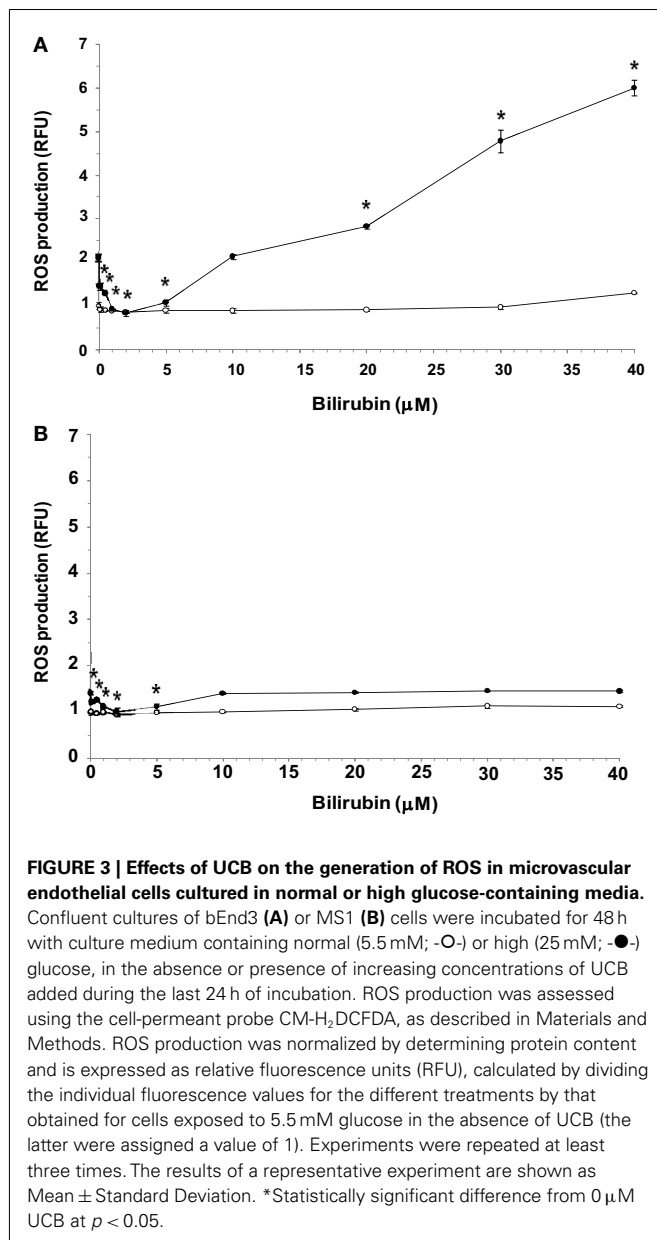 A
7
6
5
4
3
2
1
0
ROS production (RFU)
* * * * * * * *
0 5 10 15 20 25 30 35 40
Bilirubin (µM)
B
7
6
5
4
3
2
1
0
ROS production (RFU)
* * * * *
0 5 10 15 20 25 30 35 40
Bilirubin (µM)
FIGURE 3 | Effects of UCB on the generation of ROS in microvascular
endothelial cells cultured in normal or high glucose-containing media.
Confluent cultures of bEnd3 (A) or MS1 (B) cells were incubated for 48 h
with culture medium containing normal (5.5 mM; -O-) or high (25 mM; -●-)
glucose, in the absence or presence of increasing concentrations of UCB
added during the last 24 h of incubation. ROS production was assessed
using the cell-permeant probe CM-H₂DCFDA, as described in Materials and
Methods. ROS production was normalized by determining protein content
and is expressed as relative fluorescence units (RFU), calculated by dividing
the individual fluorescence values for the different treatments by that
obtained for cells exposed to 5.5 mM glucose in the absence of UCB (the
latter were assigned a value of 1). Experiments were repeated at least
three times. The results of a representative experiment are shown as
Mean ± Standard Deviation. *Statistically significant difference from 0 µM
UCB at p < 0.05.